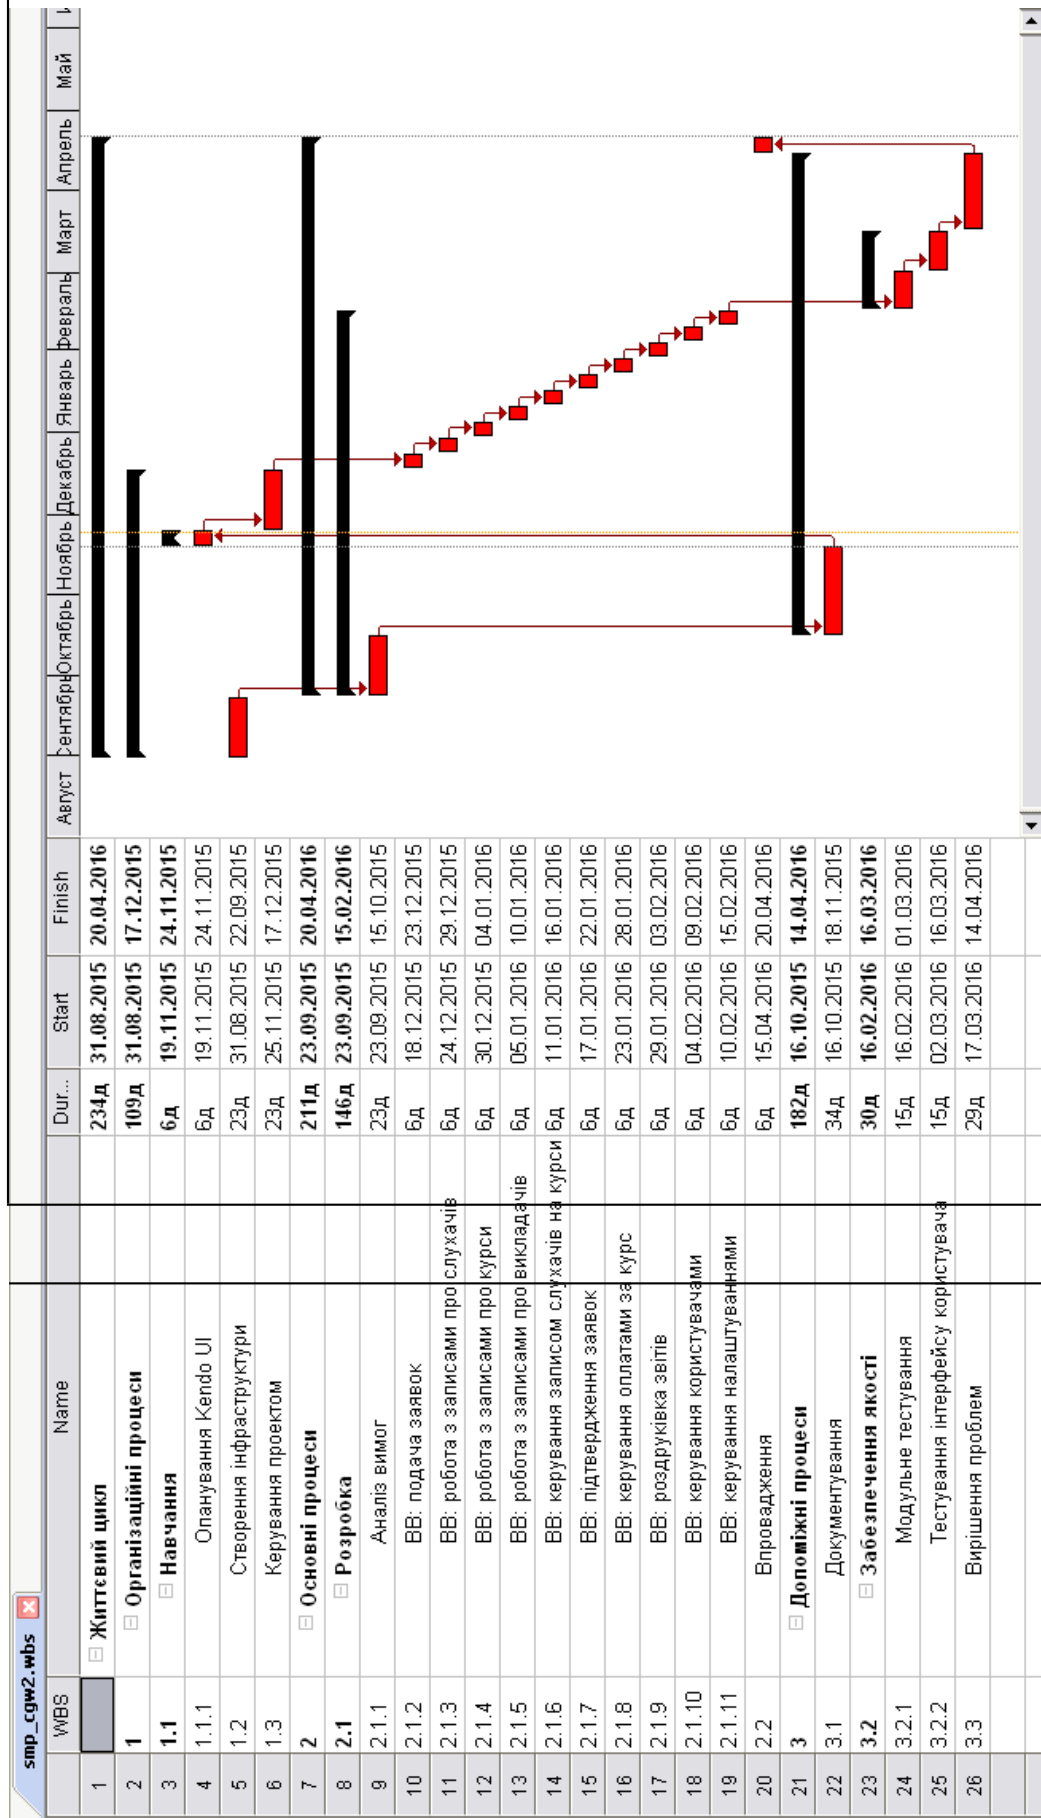 smp_cgw2.wbs
WBS Name Dur... Start Finish Август Сентябрь Октябрь Ноябрь Декабрь Январь Февраль Март Апрель Май
1 Життєвий цикл 234д 31.08.2015 20.04.2016
2 1 Організаційні процеси 109д 31.08.2015 17.12.2015
3 1.1 Навчання 6д 19.11.2015 24.11.2015
4 1.1.1 Опанування Kendo UI 6д 19.11.2015 24.11.2015
5 1.2 Створення інфраструктури 23д 31.08.2015 22.09.2015
6 1.3 Керування проектом 23д 25.11.2015 17.12.2015
7 2 Основні процеси 211д 23.09.2015 20.04.2016
8 2.1 Розробка 146д 23.09.2015 15.02.2016
9 2.1.1 Аналіз вимог 23д 23.09.2015 15.10.2015
10 2.1.2 ВВ: подача заявок 6д 18.12.2015 23.12.2015
11 2.1.3 ВВ: робота з записами про слухачів 6д 24.12.2015 29.12.2015
12 2.1.4 ВВ: робота з записами про курси 6д 30.12.2015 04.01.2016
13 2.1.5 ВВ: робота з записами про викладачів 6д 05.01.2016 10.01.2016
14 2.1.6 ВВ: керування записом слухачів на курси 6д 11.01.2016 16.01.2016
15 2.1.7 ВВ: підтвердження заявок 6д 17.01.2016 22.01.2016
16 2.1.8 ВВ: керування оплатами за курс 6д 23.01.2016 28.01.2016
17 2.1.9 ВВ: роздруківка звітів 6д 29.01.2016 03.02.2016
18 2.1.10 ВВ: керування користувачами 6д 04.02.2016 09.02.2016
19 2.1.11 ВВ: керування налаштуваннями 6д 10.02.2016 15.02.2016
20 2.2 Впровадження 6д 15.04.2016 20.04.2016
21 3 Допоміжні процеси 182д 16.10.2015 14.04.2016
22 3.1 Документування 34д 16.10.2015 18.11.2015
23 3.2 Забезпечення якості 30д 16.02.2016 16.03.2016
24 3.2.1 Модульне тестування 15д 16.02.2016 01.03.2016
25 3.2.2 Тестування інтерфейсу користувача 15д 02.03.2016 16.03.2016
26 3.3 Вирішення проблем 29д 17.03.2016 14.04.2016